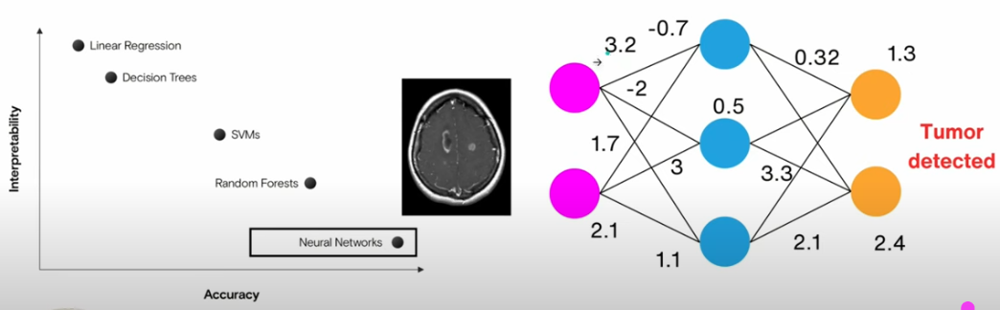 Interpretability
Linear Regression
Decision Trees
SVMs
Random Forests
Neural Networks
Accuracy
3.2
-0.7
-2
1.7
0.5
3
2.1
1.1
0.32
1.3
3.3
2.1
2.4
Tumor
detected